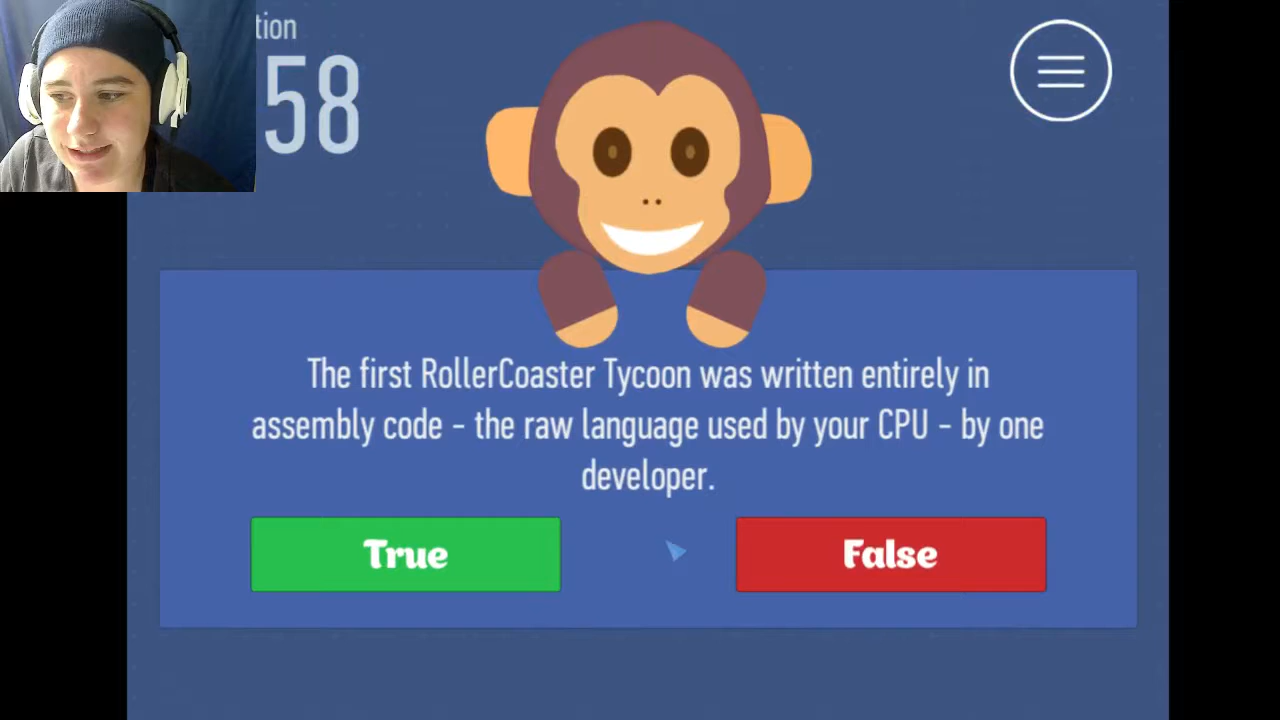 tion
58
The first RollerCoaster Tycoon was written entirely in
assembly code - the raw language used by your CPU - by one
developer.
True
False